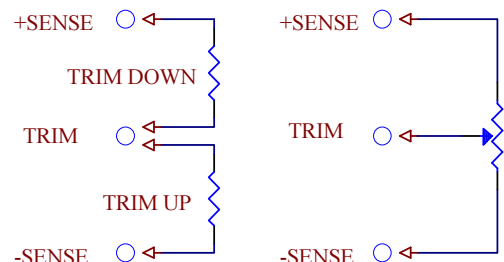 +SENSE
TRIM DOWN
TRIM
TRIM UP
-SENSE
+SENSE
TRIM
-SENSE